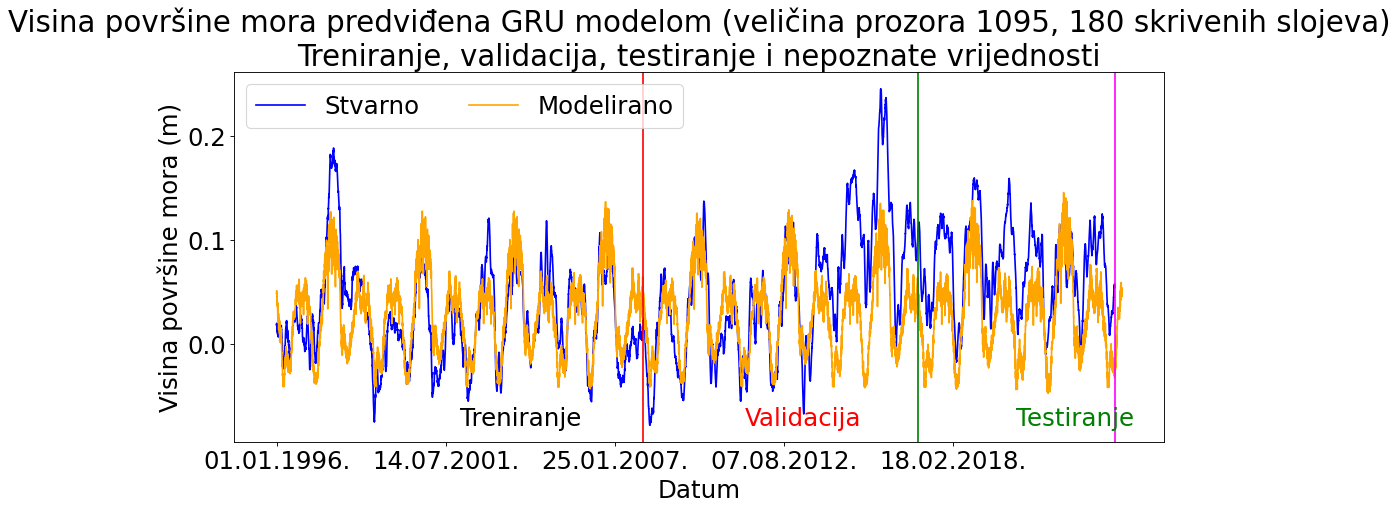 Visina površine mora predviđena GRU modelom (veličina prozora 1095, 180 skrivenih slojeva)
Treniranje, validacija, testiranje i nepoznate vrijednosti
Stvarno Modelirano
Visina površine mora (m)
0.2
0.1
0.0
Treniranje Validacija Testiranje
01.01.1996. 14.07.2001. 25.01.2007. 07.08.2012. 18.02.2018.
Datum